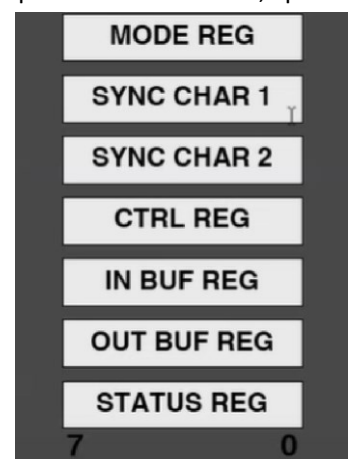 MODE REG
SYNC CHAR 1
SYNC CHAR 2
CTRL REG
IN BUF REG
OUT BUF REG
STATUS REG
7 0